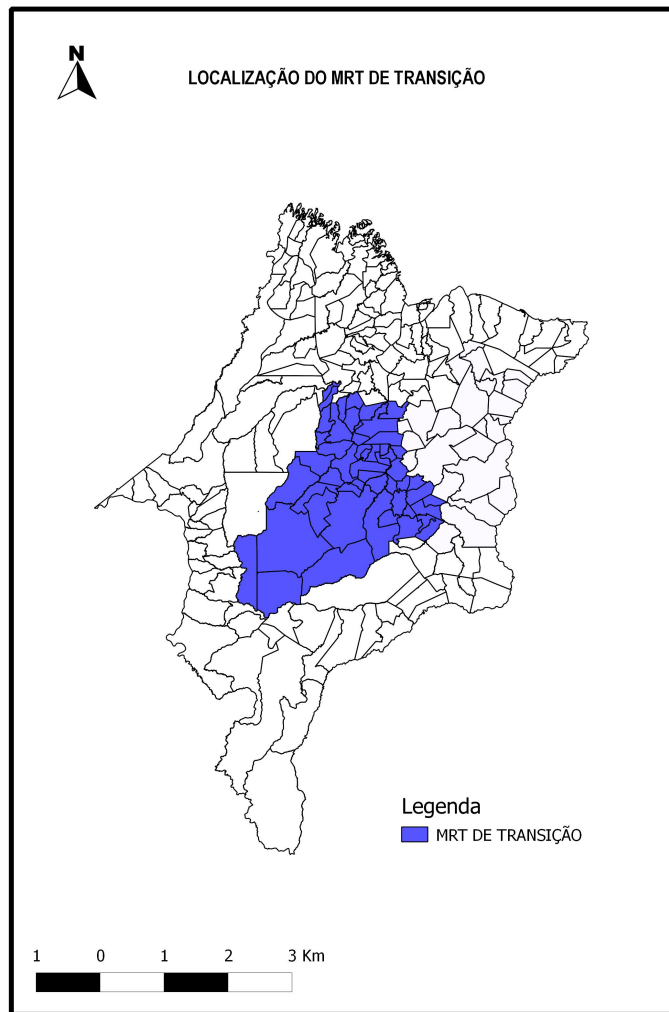 N
LOCALIZAÇÃO DO MRT DE TRANSIÇÃO
Legenda
MRT DE TRANSIÇÃO
1 0 1 2 3 Km